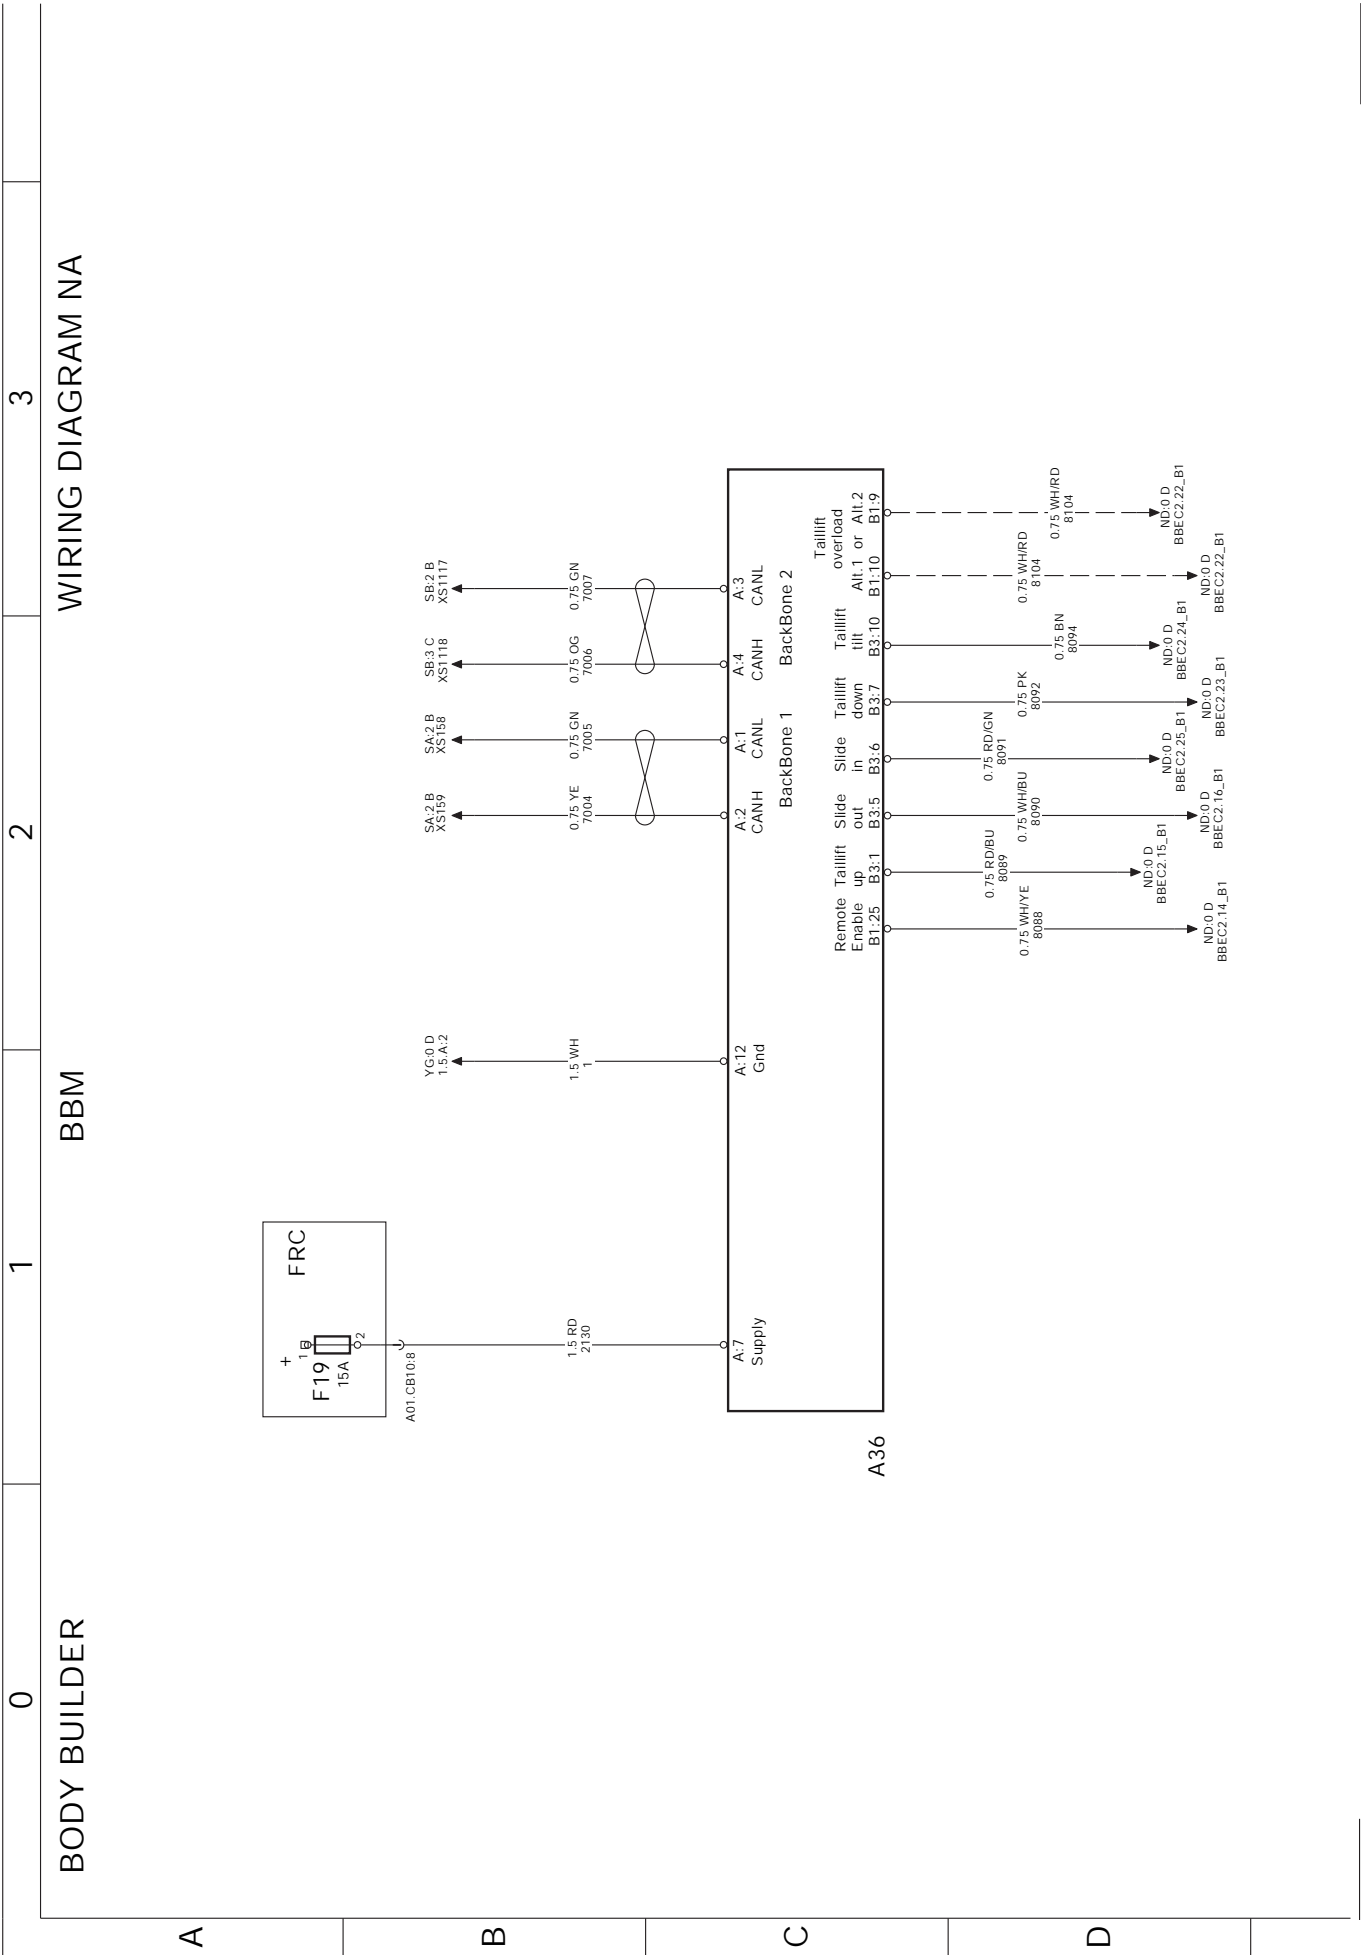 0
1
2
3
BODY BUILDER
BBM
WIRING DIAGRAM NA
A
B
C
D
FRC
+
1
F19
15A
2
A01.CB10:8
1.5 RD
2130
A:7
Supply
YG:0 D
1.5.A:2
1.5 WH
1
A:12
Gnd
SA:2 B
XS159
0.75 YE
7004
A:2
CANH
SA:2 B
XS158
0.75 GN
7005
A:1
CANL
BackBone 1
SB:3 C
XS1118
0.75 OG
7006
A:4
CANH
SB:2 B
XS1117
0.75 GN
7007
A:3
CANL
BackBone 2
A36
Remote
Enable
B1:25
0.75 WH/YE
8088
ND:0 D
BBEC2.14_B1
Taillift
up
B3:1
0.75 RD/BU
8089
ND:0 D
BBEC2.15_B1
Slide
out
B3:5
0.75 WH/BU
8090
ND:0 D
BBEC2.16_B1
Slide
in
B3:6
0.75 RD/GN
8091
ND:0 D
BBEC2.25_B1
Taillift
down
B3:7
0.75 PK
8092
ND:0 D
BBEC2.23_B1
Taillift
tilt
B3:10
0.75 BN
8094
ND:0 D
BBEC2.24_B1
Taillift
overload
Alt.1 or Alt.2
B1:10
0.75 WH/RD
8104
ND:0 D
BBEC2.22_B1
B1:9
0.75 WH/RD
8104
ND:0 D
BBEC2.22_B1